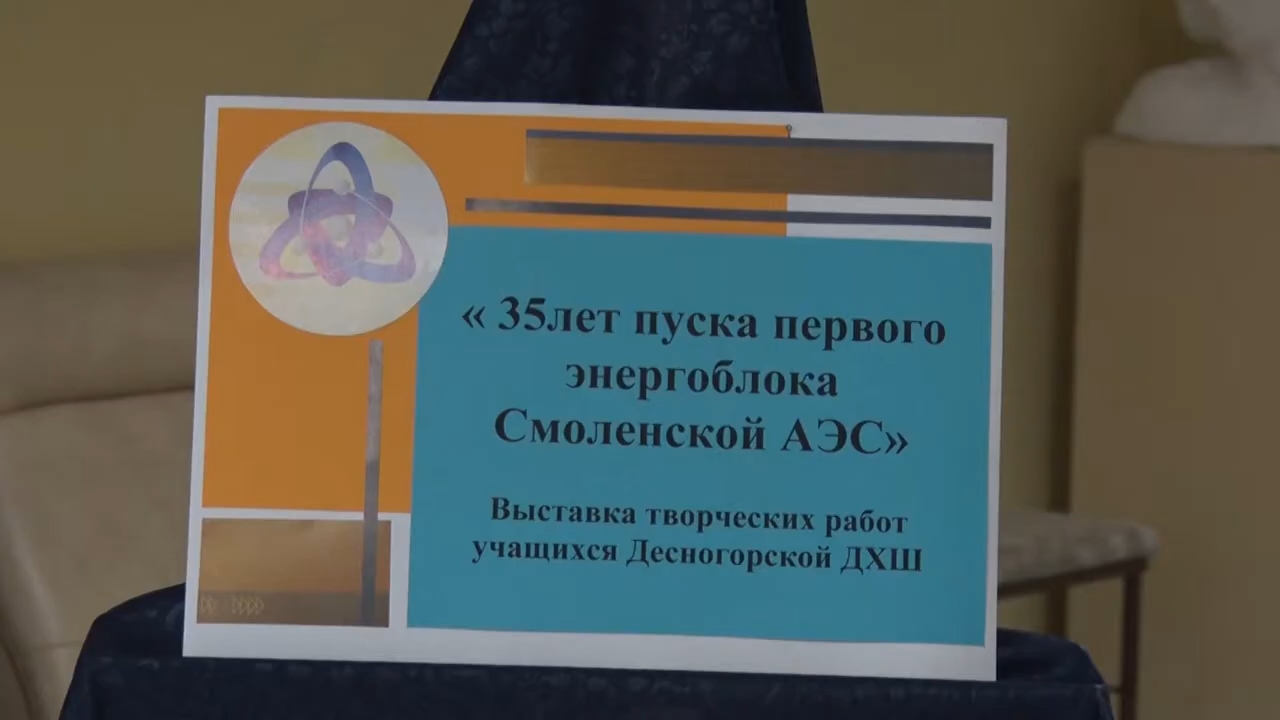 « 35лет пуска первого
энергоблока
Смоленской АЭС»
Выставка творческих работ
учащихся Десногорской ДХШ